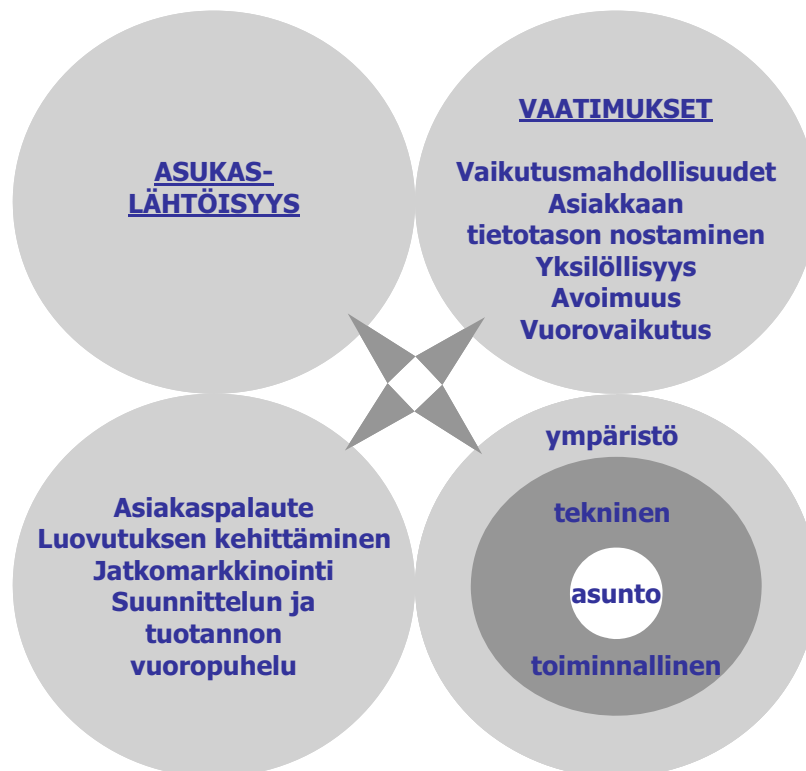 ASUKAS-
LÄHTÖISYYS
VAATIMUKSET
Vaikutusmahdollisuudet
Asiakkaan
tietotason nostaminen
Yksilöllisyys
Avoimuus
Vuorovaikutus
Asiakaspalaute
Luovutuksen kehittäminen
Jatkomarkkinointi
Suunnittelun ja
tuotannon
vuoropuhelu
ympäristö
tekninen
asunto
toiminnallinen